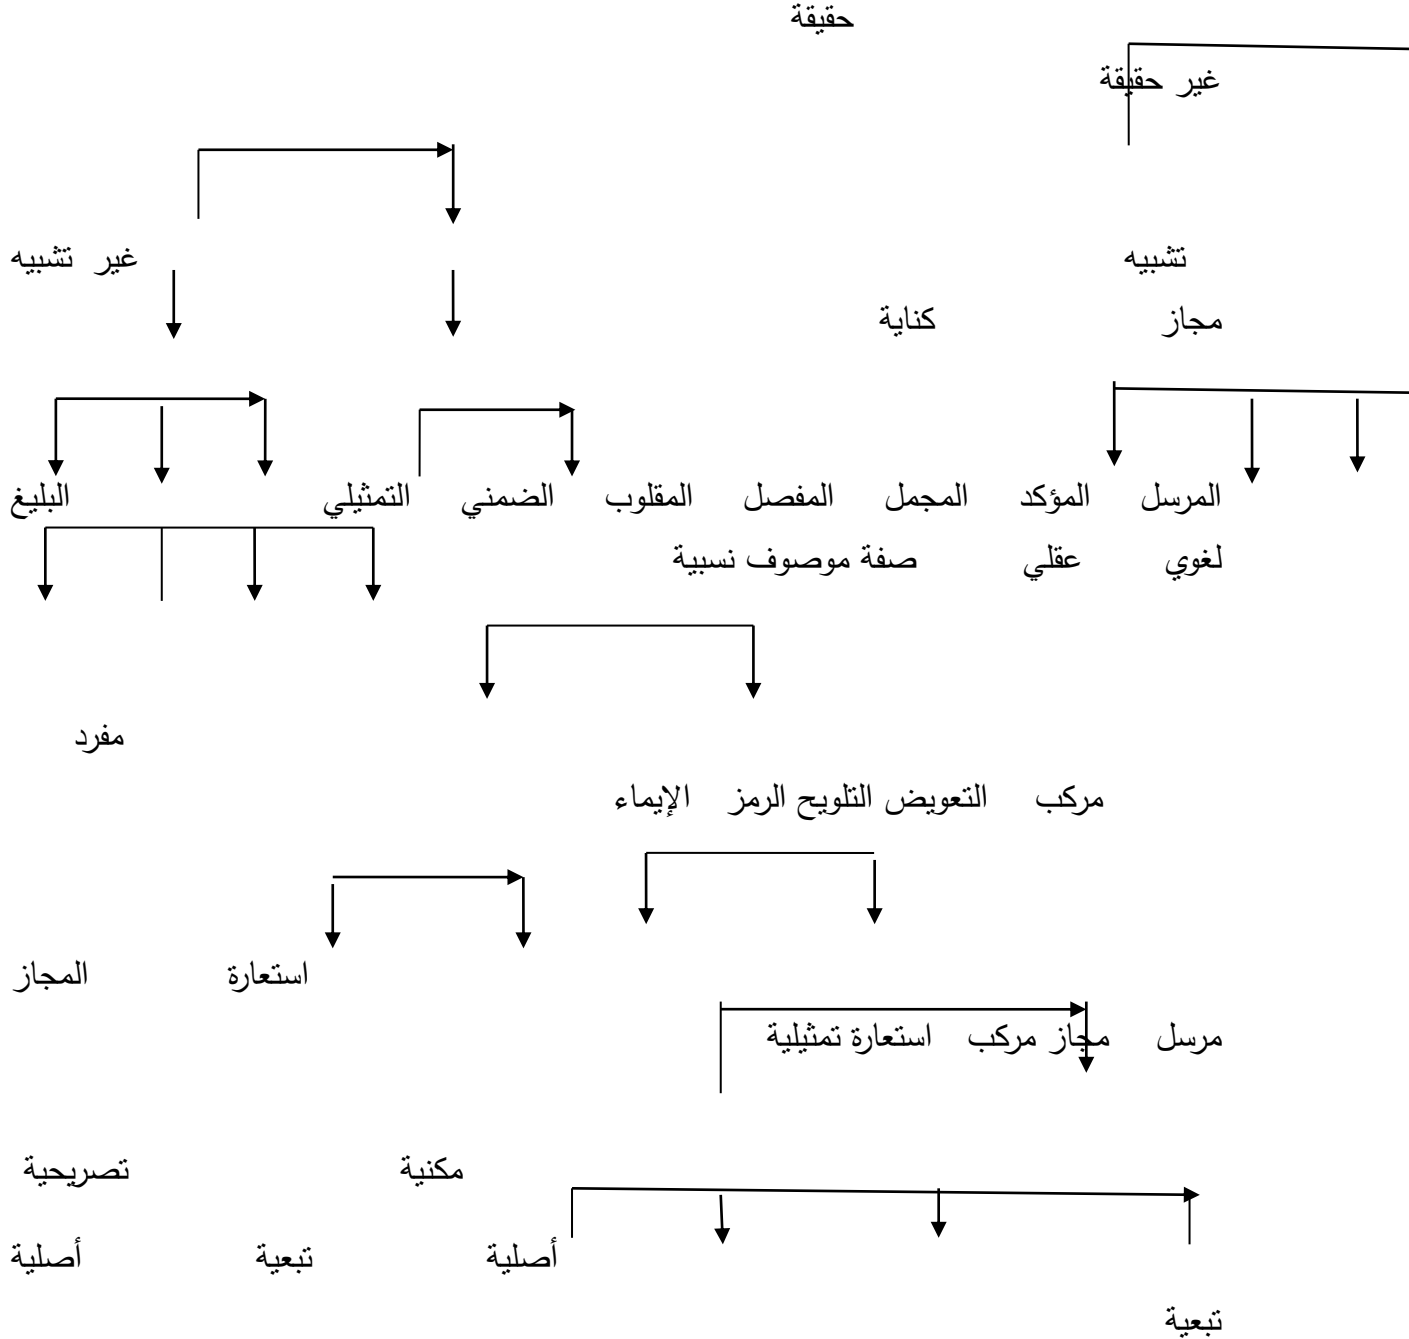 حقيقة
غير حقيقة
تشبيه غير تشبيه
مجاز كناية
المرسل المؤكد المجمل المفصل المقلوب الضمني التمثيلي البليغ
لغوي عقلي صفة موصوف نسبية
مفرد
مركب التعويض التلويح الرمز الإيماء
استعارة المجاز
مرسل مجاز مركب استعارة تمثيلية
مكنية تصريحية
أصلية تبعية أصلية
تبعية